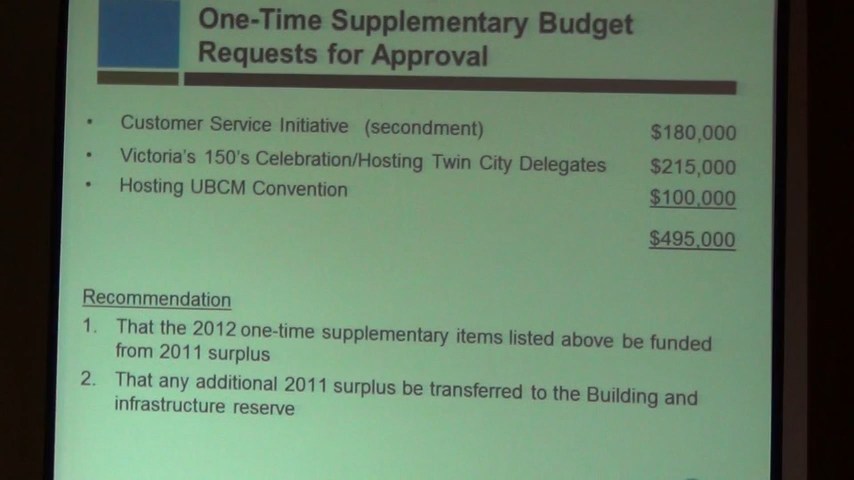 One-Time Supplementary Budget
Requests for Approval
• Customer Service Initiative (secondment) $180,000
• Victoria's 150's Celebration/Hosting Twin City Delegates $215,000
• Hosting UBCM Convention $100,000
$495,000
Recommendation
1. That the 2012 one-time supplementary items listed above be funded
from 2011 surplus
2. That any additional 2011 surplus be transferred to the Building and
infrastructure reserve